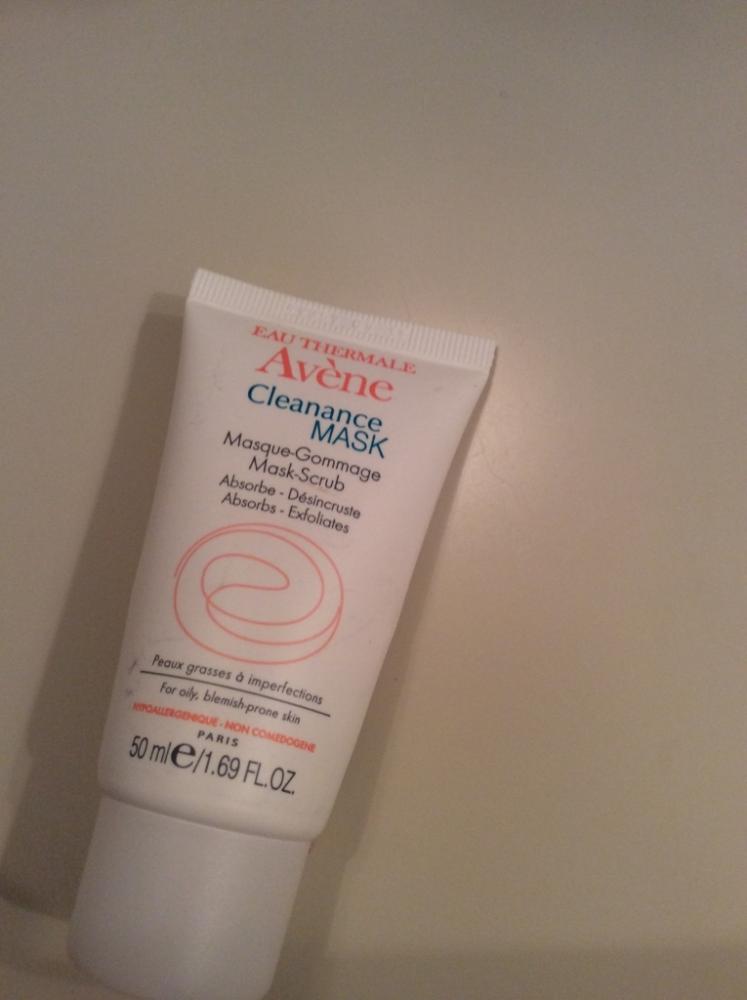 EAU THERMALE
Avène
Cleanance
MASK
Masque-Gommage
Mask-Scrub
Absorbe - Désincruste
Absorbs - Exfoliates
Peaux grasses à imperfections
For oily, blemish-prone skin
HYPOALLERGENIQUE - NON COMEDOGENE
PARIS
50 ml e/1.69 FL.OZ.